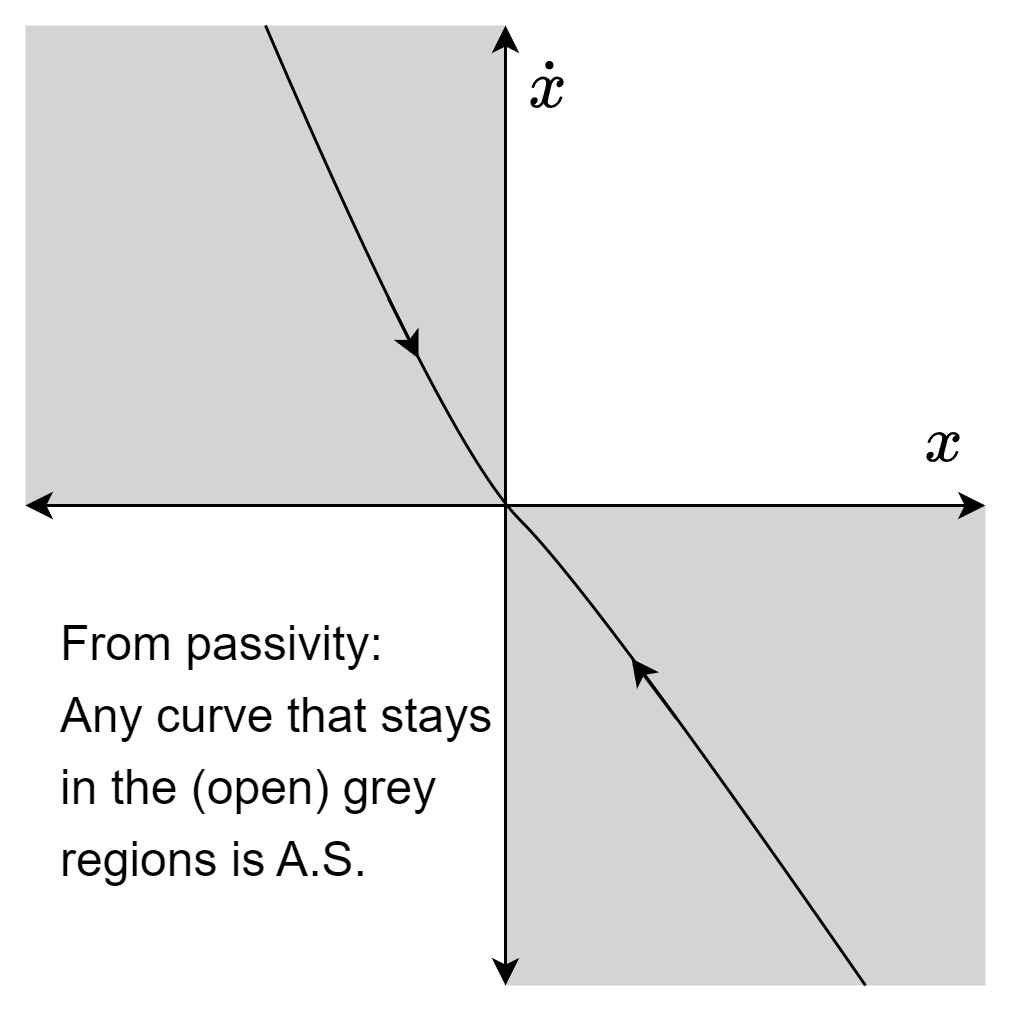 ẋ
x
From passivity:
Any curve that stays
in the (open) grey
regions is A.S.